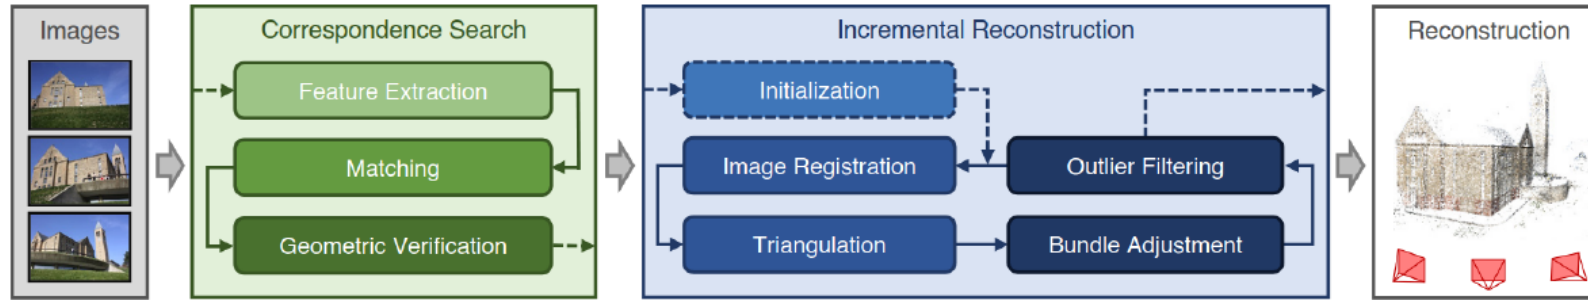 Images
Correspondence Search
Feature Extraction
Matching
Geometric Verification
Incremental Reconstruction
Initialization
Image Registration
Outlier Filtering
Triangulation
Bundle Adjustment
Reconstruction